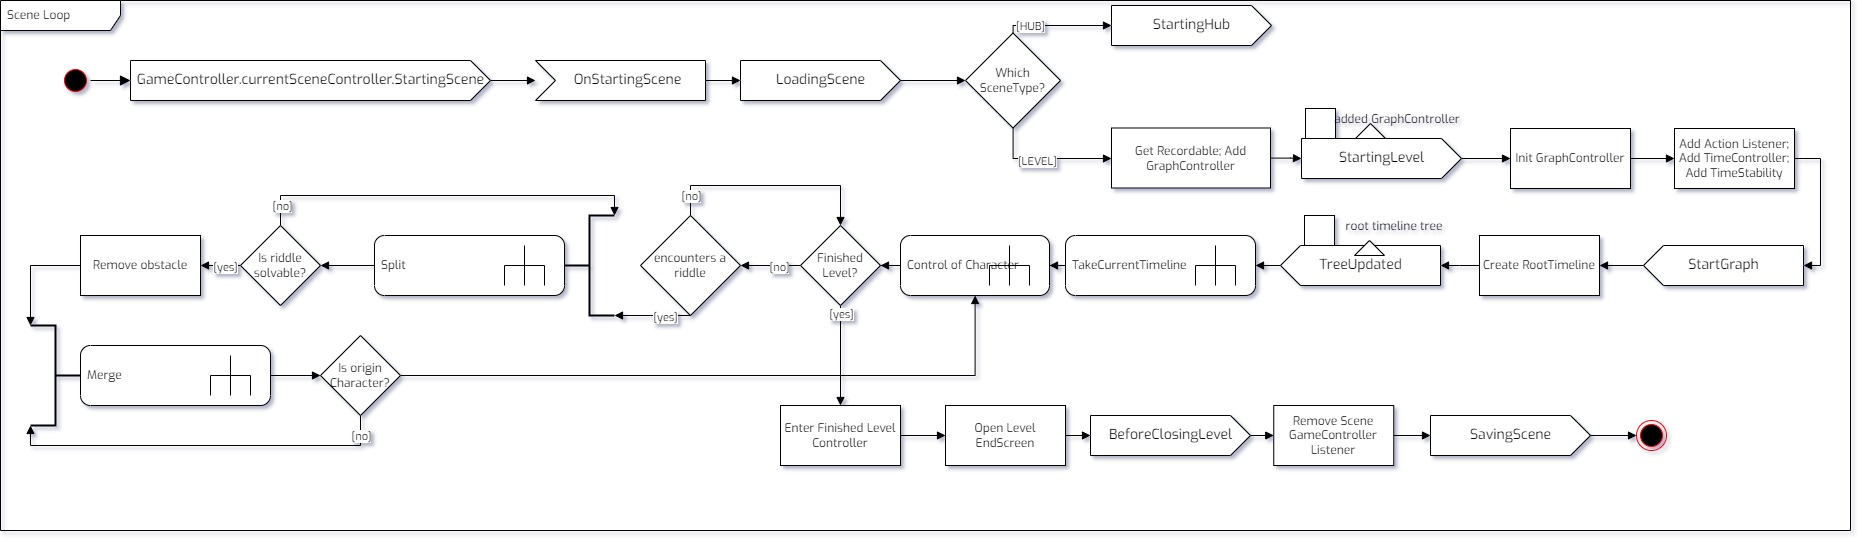 Scene Loop
GameController.currentSceneController.StartingScene
OnStartingScene
LoadingScene
Which
SceneType?
[HUB]
StartingHub
[LEVEL]
Get Recordable; Add
GraphController
added GraphController
StartingLevel
Init GraphController
Add Action Listener;
Add TimeController;
Add TimeStability
StartGraph
Create RootTimeline
root timeline tree
TreeUpdated
TakeCurrentTimeline
Control of Character
Finished
Level?
[no]
[yes]
encounters a
riddle
[no]
[yes]
Split
Is riddle
solvable?
[no]
[yes]
Remove obstacle
Merge
Is origin
Character?
[no]
Enter Finished Level
Controller
Open Level
EndScreen
BeforeClosingLevel
Remove Scene
GameController
Listener
SavingScene